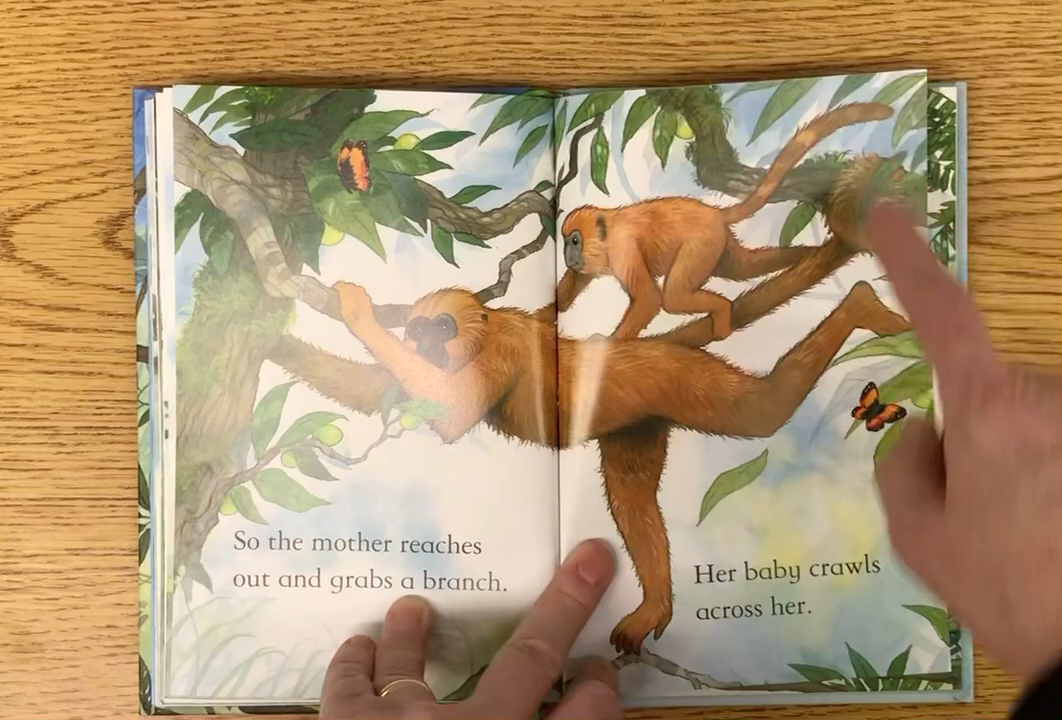 So the mother reaches
out and grabs a branch.
Her baby crawls
across her.